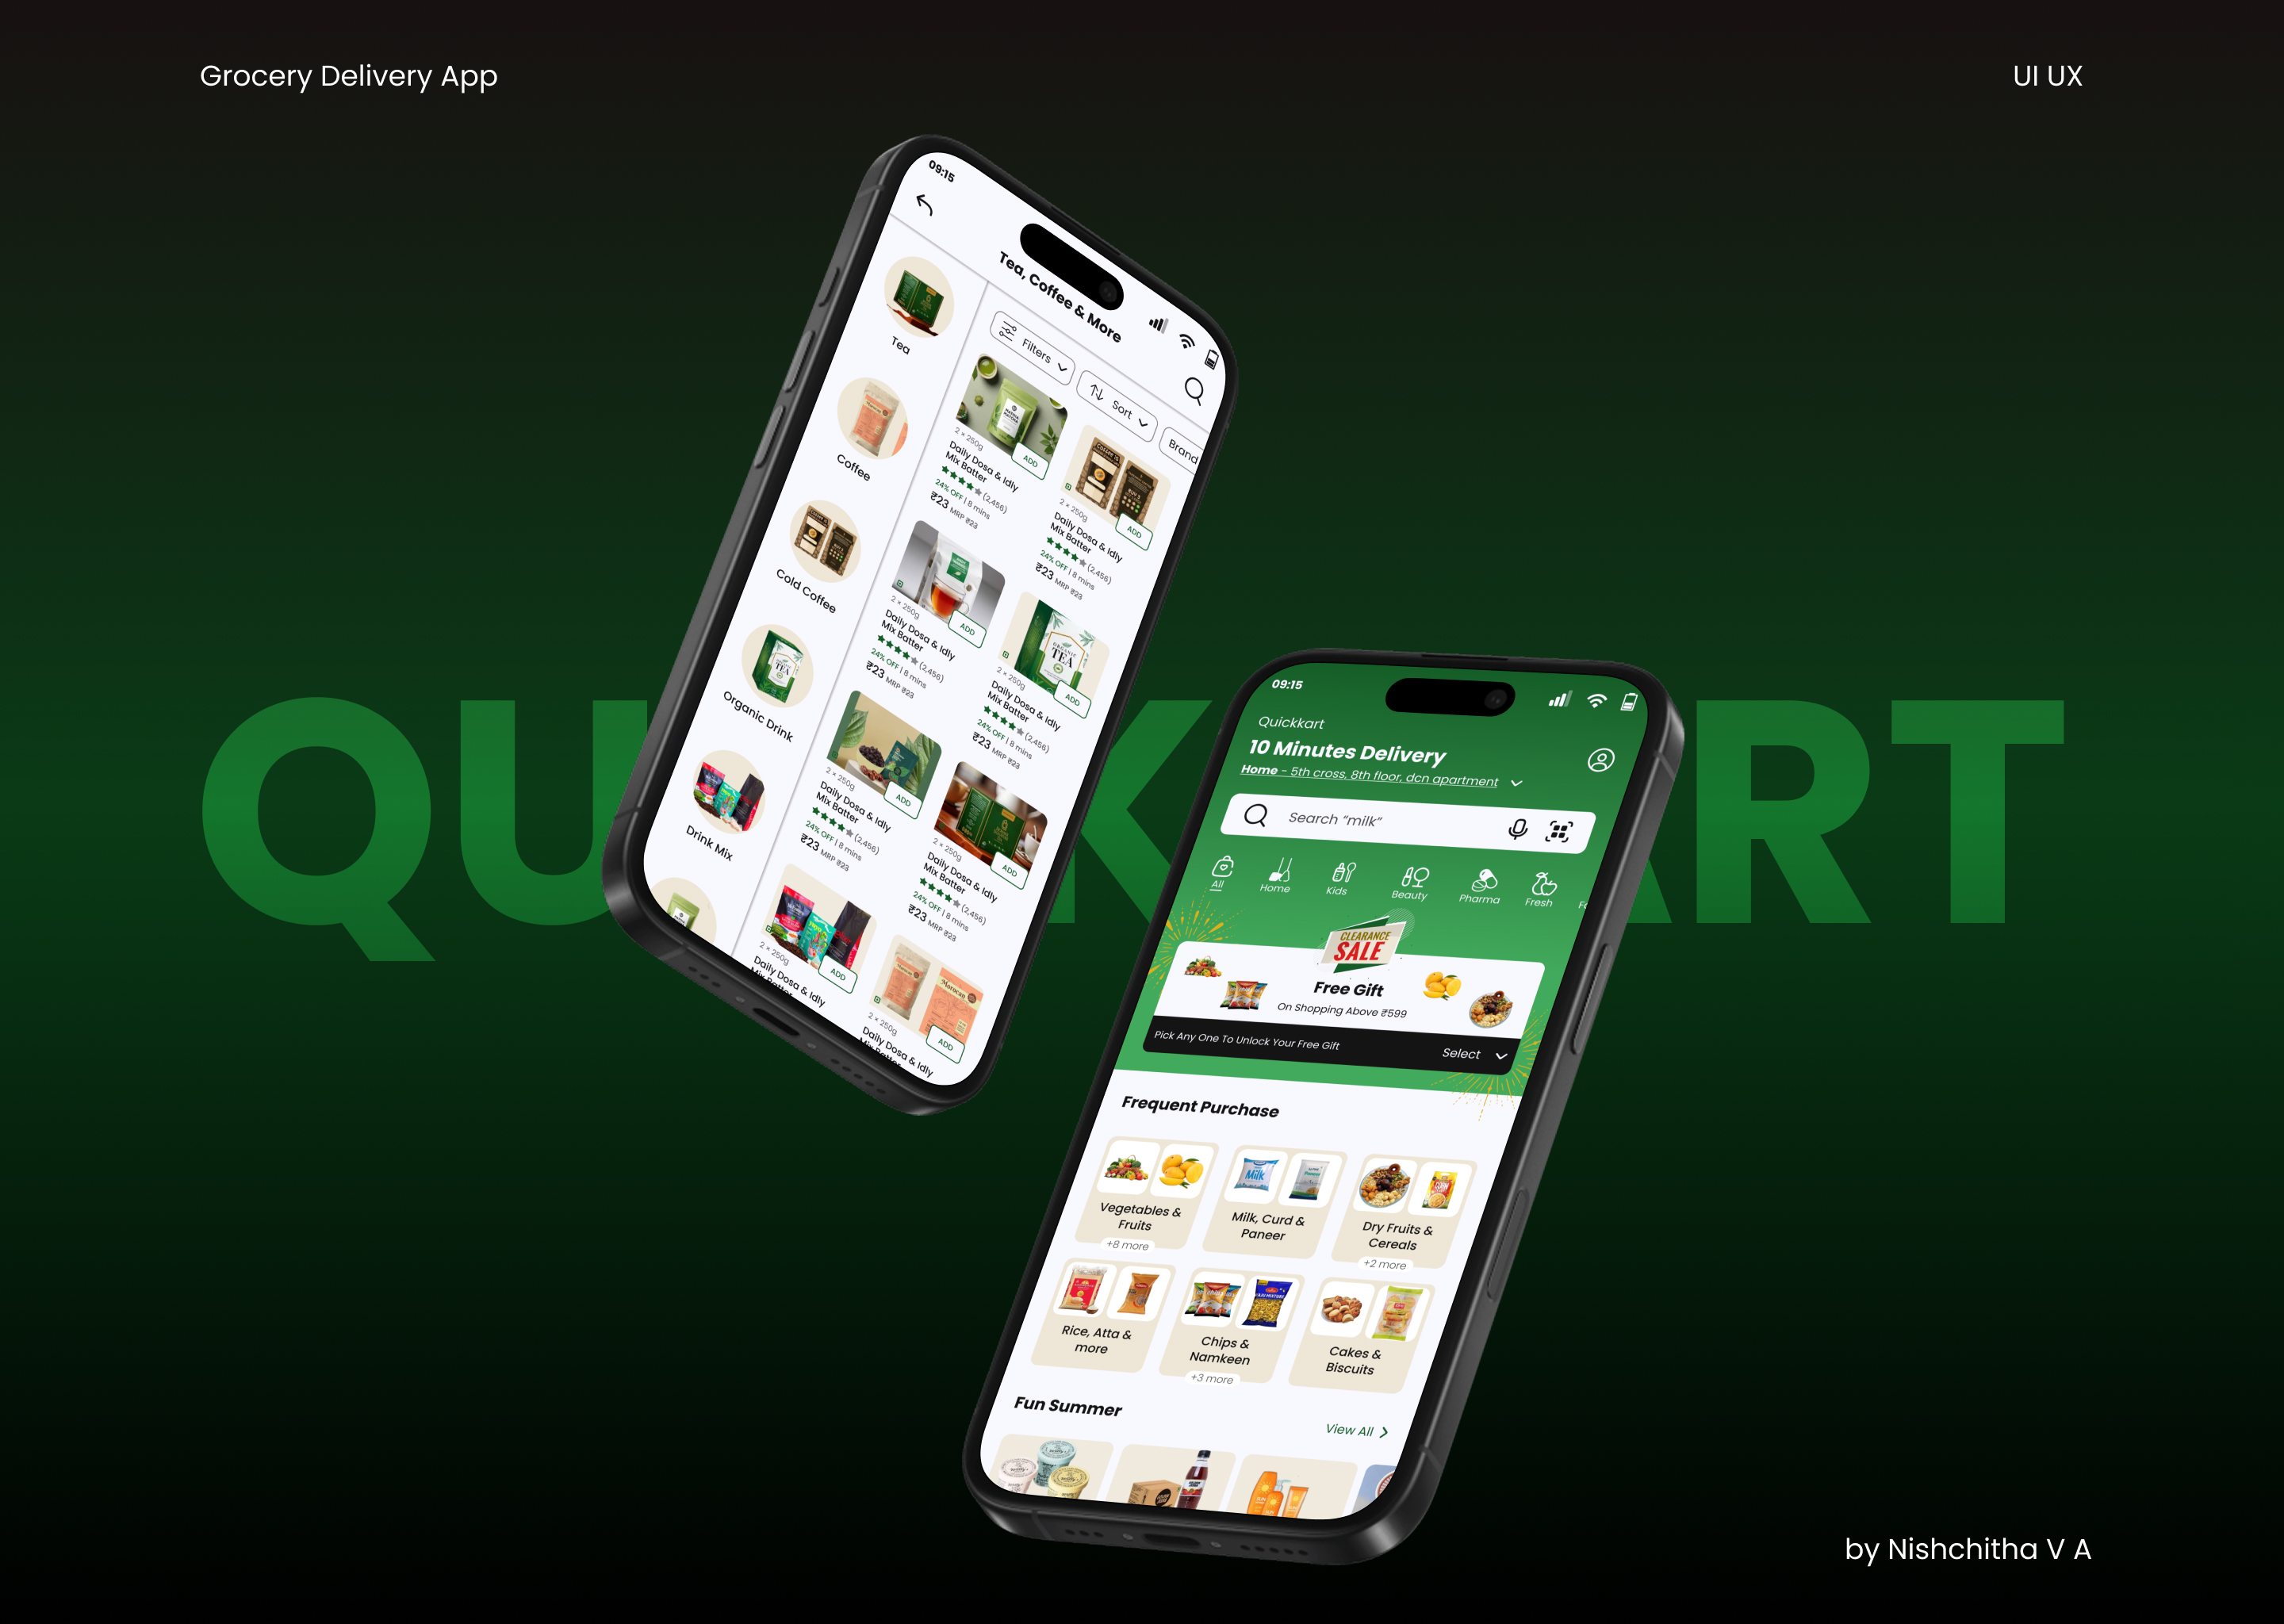 Grocery Delivery App
UI UX
QUICKKART
09:15
Tea, Coffee & More
Filters
Sort
Brand
Tea
Coffee
Cold Coffee
Organic Drink
Drink Mix
2 × 250g
ADD
Daily Dosa & Idly
Mix Batter
(2,456)
24% OFF | 8 mins
₹23 MRP ₹23
2 × 250g
ADD
Daily Dosa & Idly
Mix Batter
(2,456)
24% OFF | 8 mins
₹23 MRP ₹23
2 × 250g
ADD
Daily Dosa & Idly
Mix Batter
(2,456)
24% OFF | 8 mins
₹23 MRP ₹23
ORGANIC
TEA
2 × 250g
ADD
Daily Dosa & Idly
Mix Batter
(2,456)
24% OFF | 8 mins
₹23 MRP ₹23
2 × 250g
ADD
Daily Dosa & Idly
Mix Batter
(2,456)
24% OFF | 8 mins
₹23 MRP ₹23
2 × 250g
ADD
Daily Dosa & Idly
Mix Batter
(2,456)
24% OFF | 8 mins
₹23 MRP ₹23
2 × 250g
ADD
Daily Dosa & Idly
Mix Batter
2 × 250g
ADD
Daily Dosa & Idly
Mix Batter
09:15
Quickkart
10 Minutes Delivery
Home - 5th cross, 8th floor, dcn apartment
Search “milk”
All
Home
Kids
Beauty
Pharma
Fresh
CLEARANCE
SALE
Free Gift
On Shopping Above ₹599
Pick Any One To Unlock Your Free Gift
Select
Frequent Purchase
Vegetables &
Fruits
+8 more
Milk
Milk, Curd &
Paneer
Dry Fruits &
Cereals
+2 more
Rice, Atta &
more
Chips &
Namkeen
+3 more
Cakes &
Biscuits
Fun Summer
View All
by Nishchitha V A